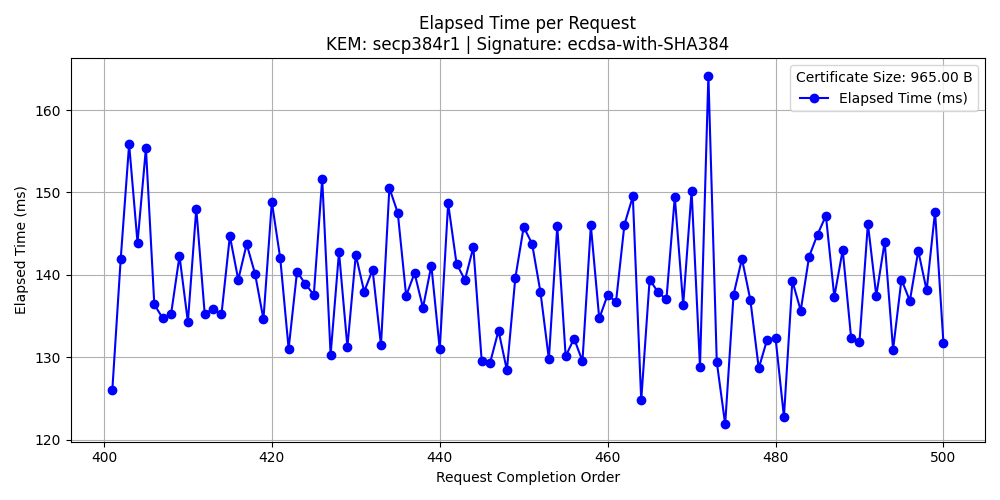 Elapsed Time per Request
KEM: secp384r1 | Signature: ecdsa-with-SHA384
Certificate Size: 965.00 B
Elapsed Time (ms)
Elapsed Time (ms)
160
150
140
130
120
400 420 440 460 480 500
Request Completion Order